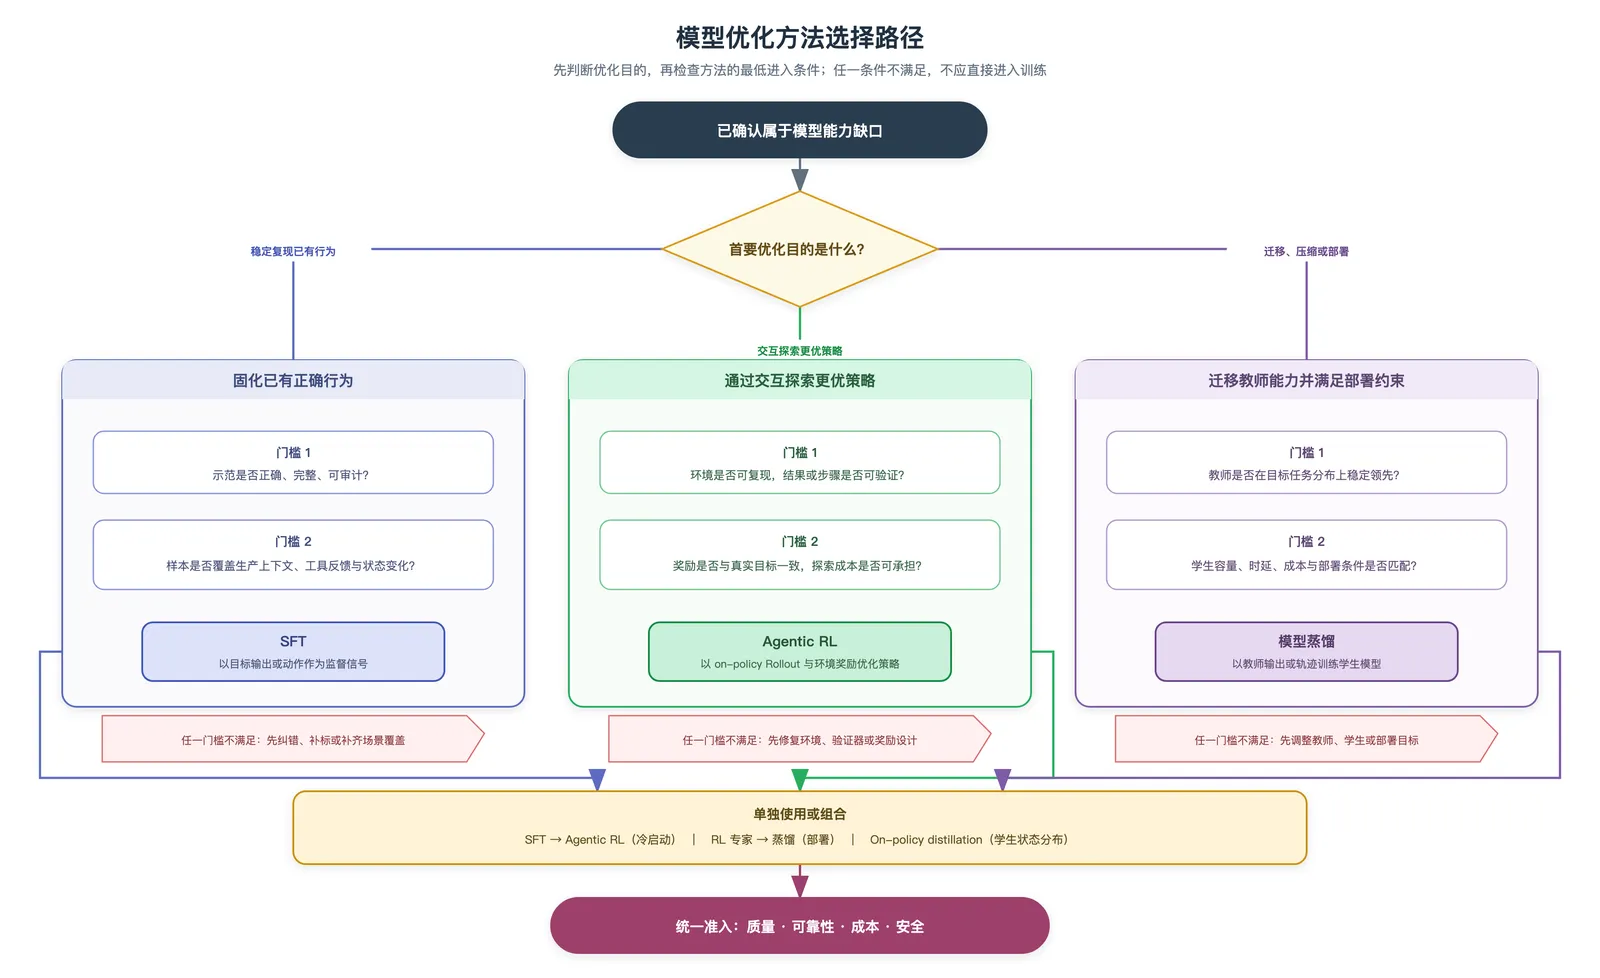 模型优化方法选择路径
先判断优化目的，再检查方法的最低进入条件；任一条件不满足，不应直接进入训练
已确认属于模型能力缺口
首要优化目的是什么？
稳定复现已有行为
迁移、压缩或部署
交互探索更优策略
固化已有正确行为
门槛 1
示范是否正确、完整、可审计？
门槛 2
样本是否覆盖生产上下文、工具反馈与状态变化？
SFT
以目标输出或动作作为监督信号
任一门槛不满足：先纠错、补标或补齐场景覆盖
通过交互探索更优策略
门槛 1
环境是否可复现，结果或步骤是否可验证？
门槛 2
奖励是否与真实目标一致，探索成本是否可承担？
Agentic RL
以 on-policy Rollout 与环境奖励优化策略
任一门槛不满足：先修复环境、验证器或奖励设计
迁移教师能力并满足部署约束
门槛 1
教师是否在目标任务分布上稳定领先？
门槛 2
学生容量、时延、成本与部署条件是否匹配？
模型蒸馏
以教师输出或轨迹训练学生模型
任一门槛不满足：先调整教师、学生或部署目标
单独使用或组合
SFT → Agentic RL（冷启动） | RL 专家 → 蒸馏（部署） | On-policy distillation（学生状态分布）
统一准入：质量 · 可靠性 · 成本 · 安全